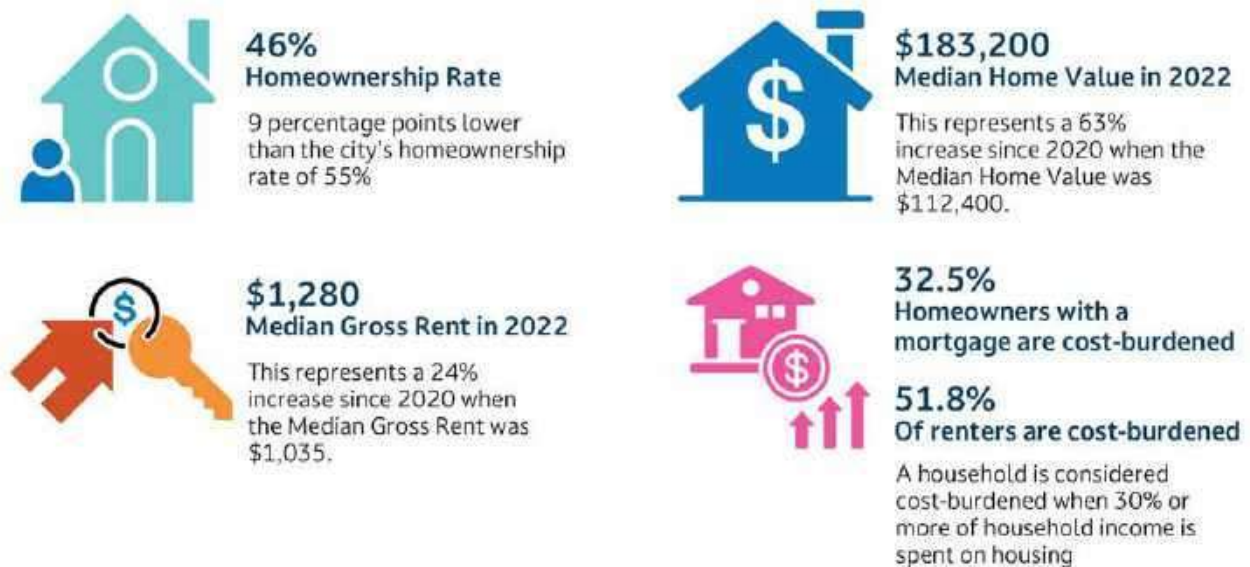 46%
Homeownership Rate
9 percentage points lower
than the city's homeownership
rate of 55%
$183,200
Median Home Value in 2022
This represents a 63%
increase since 2020 when the
Median Home Value was
$112,400.
$
$1,280
Median Gross Rent in 2022
This represents a 24%
increase since 2020 when
the Median Gross Rent was
$1,035.
$
32.5%
Homeowners with a
mortgage are cost-burdened
$
51.8%
Of renters are cost-burdened
A household is considered
cost-burdened when 30% or
more of household income is
spent on housing